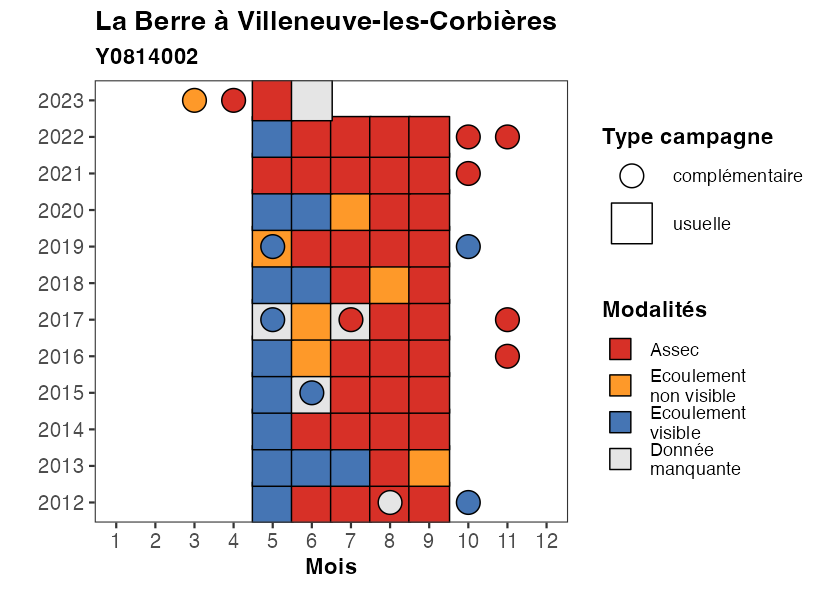 La Berre à Villeneuve-les-Corbières
Y0814002
2023
2022
2021
2020
2019
2018
2017
2016
2015
2014
2013
2012
1 2 3 4 5 6 7 8 9 10 11 12
Mois
Type campagne
complémentaire
usuelle
Modalités
Assec
Ecoulement
non visible
Ecoulement
visible
Donnée
manquante